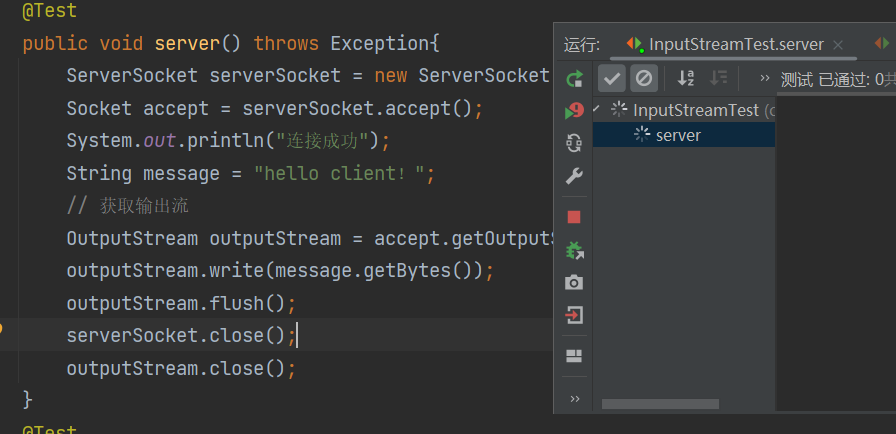 @Test
public void server() throws Exception{
ServerSocket serverSocket = new ServerSocket
Socket accept = serverSocket.accept();
System.out.println("连接成功");
String message = "hello client! ";
// 获取输出流
OutputStream outputStream = accept.getOutputS
outputStream.write(message.getBytes());
outputStream.flush();
serverSocket.close();
outputStream.close();
}
@Test
运行: InputStreamTest.server
测试 已通过: 0共
InputStreamTest (c
server